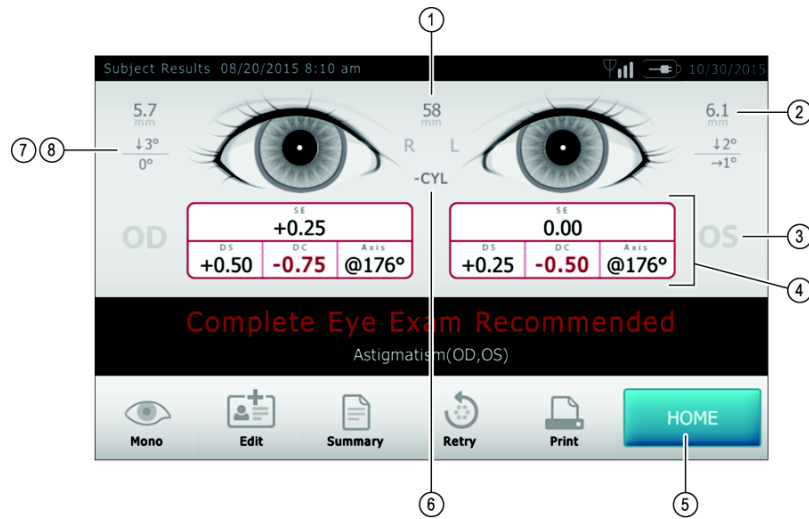 1
Subject Results 08/20/2015 8:10 am 10/30/2015
5.7 mm
58 mm
6.1 mm
2
7 8
↓3°
0°
R L
↓2°
→1°
-CYL
OD
OS
3
SE
+0.25
SE
0.00
DS DC Axis
+0.50 -0.75 @176°
DS DC Axis
+0.25 -0.50 @176°
4
Complete Eye Exam Recommended
Astigmatism(OD,OS)
Mono Edit Summary Retry Print HOME
6
5